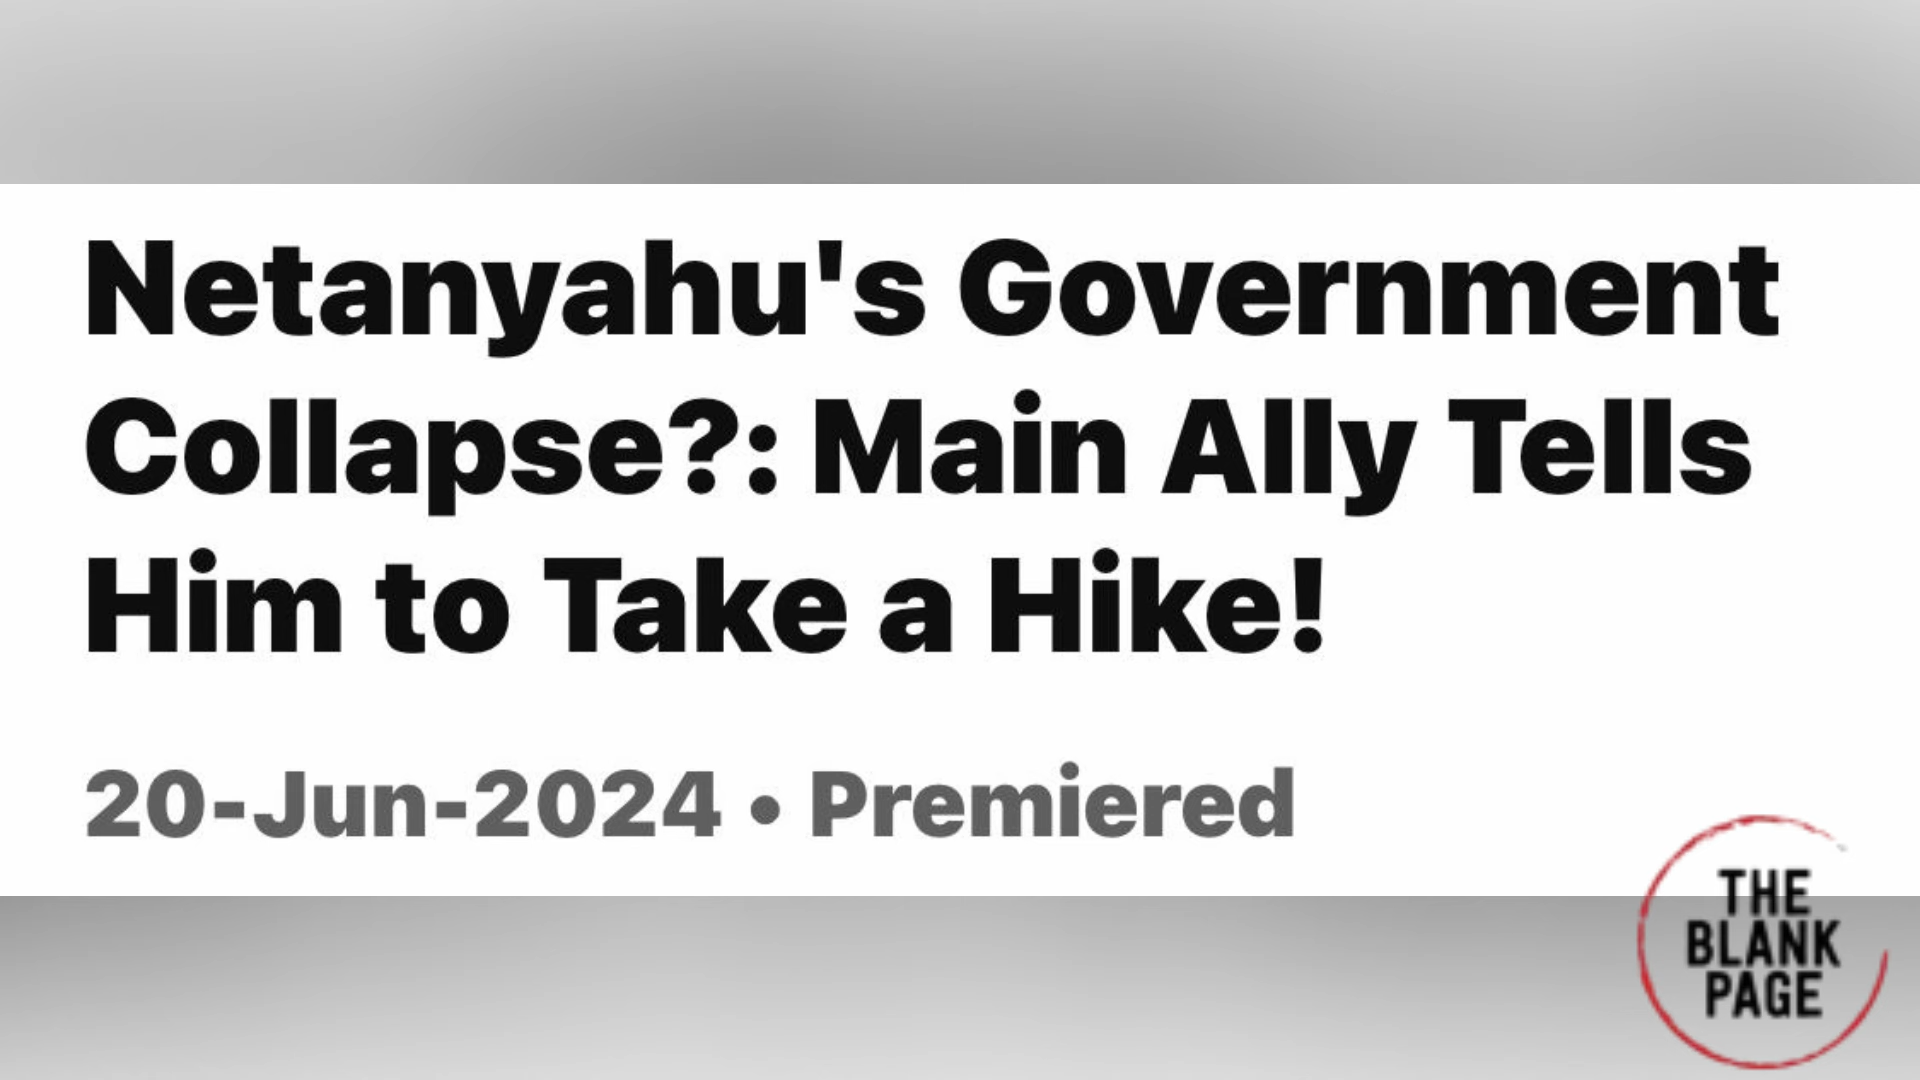 Netanyahu's Government
Collapse?: Main Ally Tells
Him to Take a Hike!
20-Jun-2024 • Premiered
THE
BLANK
PAGE